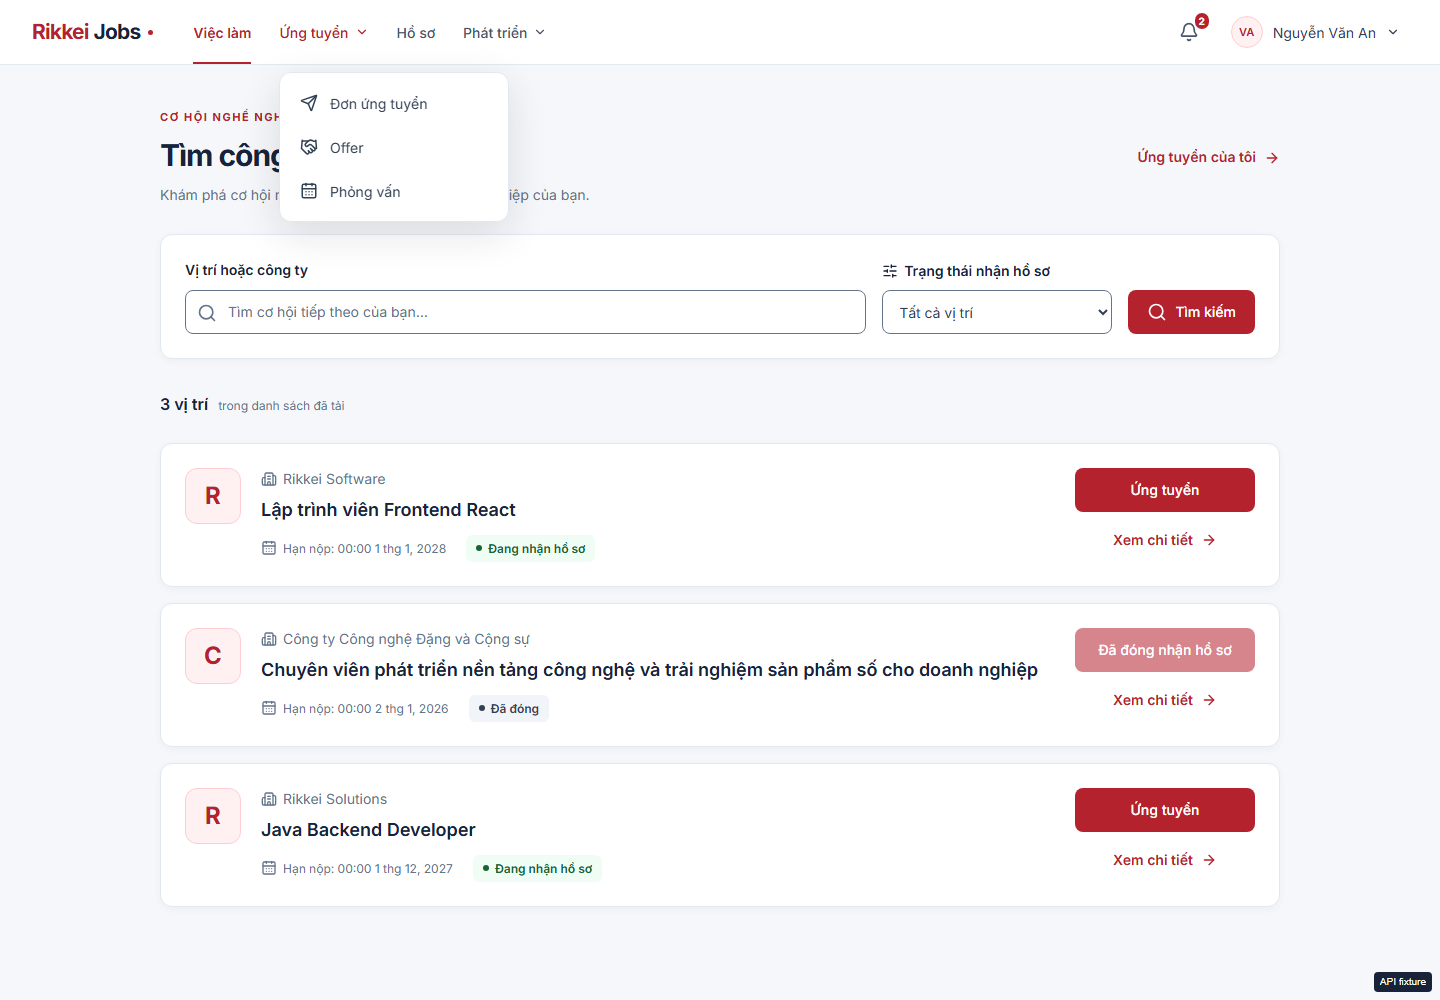 Rikkei Jobs
Việc làm
Ứng tuyển
Hồ sơ
Phát triển
2
VA
Nguyễn Văn An
Đơn ứng tuyển
Offer
Phỏng vấn
CƠ HỘI NGHỀ
Tìm công
Khám phá cơ hội
của bạn.
Ứng tuyển của tôi
Vị trí hoặc công ty
Tìm cơ hội tiếp theo của bạn...
Trạng thái nhận hồ sơ
Tất cả vị trí
Tìm kiếm
3 vị trí trong danh sách đã tải
R
Rikkei Software
Lập trình viên Frontend React
Hạn nộp: 00:00 1 thg 1, 2028
Đang nhận hồ sơ
Ứng tuyển
Xem chi tiết
C
Công ty Công nghệ Đặng và Cộng sự
Chuyên viên phát triển nền tảng công nghệ và trải nghiệm sản phẩm số cho doanh nghiệp
Hạn nộp: 00:00 2 thg 1, 2026
Đã đóng
Đã đóng nhận hồ sơ
Xem chi tiết
R
Rikkei Solutions
Java Backend Developer
Hạn nộp: 00:00 1 thg 12, 2027
Đang nhận hồ sơ
Ứng tuyển
Xem chi tiết
API fixture